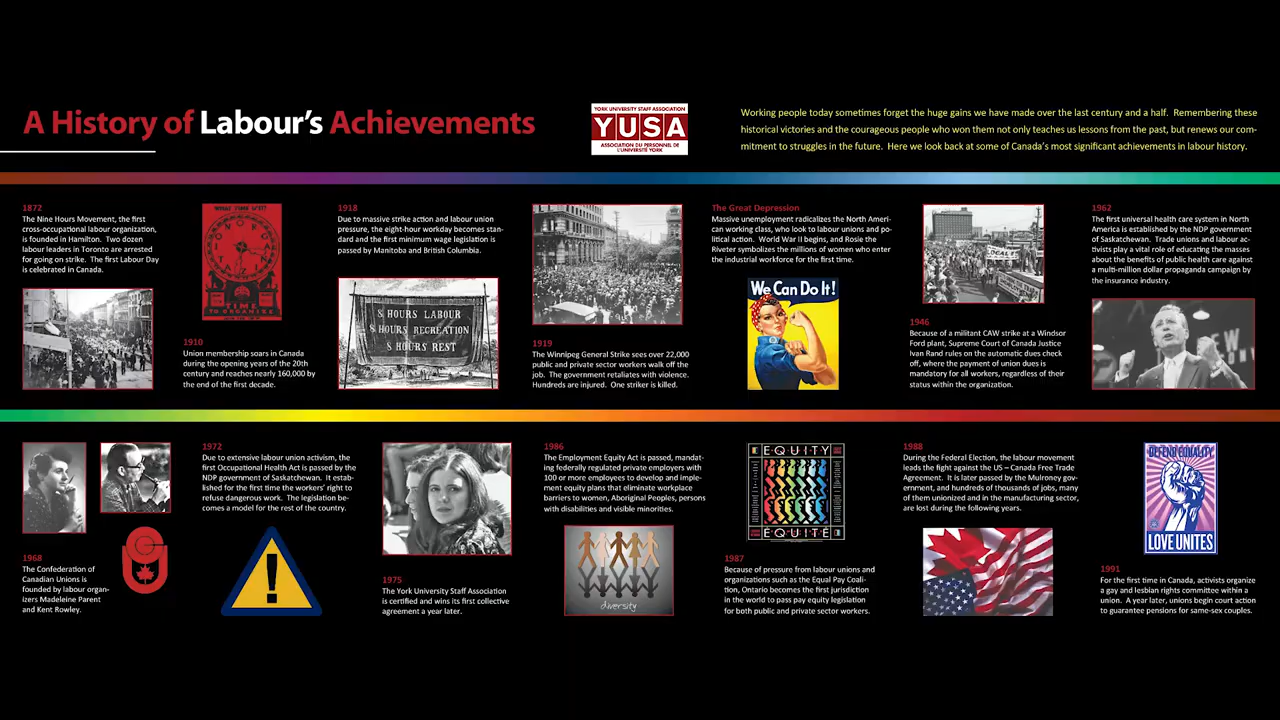 A History of Labour's Achievements
YORK UNIVERSITY STAFF ASSOCIATION
YUSA
ASSOCIATION DU PERSONNEL DE
L'UNIVERSITÉ YORK
Working people today sometimes forget the huge gains we have made over the last century and a half. Remembering these
historical victories and the courageous people who won them not only teaches us lessons from the past, but renews our com-
mitment to struggles in the future. Here we look back at some of Canada's most significant achievements in labour history.
1872
The Nine Hours Movement, the first
cross-occupational labour organization,
is founded in Hamilton. Two dozen
labour leaders in Toronto are arrested
for going on strike. The first Labour Day
is celebrated in Canada.
WHAT TIME IS IT?
TIME
TO ORGANIZE
1910
Union membership soars in Canada
during the opening years of the 20th
century and reaches nearly 160,000 by
the end of the first decade.
1918
Due to massive strike action and labour union
pressure, the eight-hour workday becomes stan-
dard and the first minimum wage legislation is
passed by Manitoba and British Columbia.
8 HOURS LABOUR
8 HOURS RECREATION
8 HOURS REST
1919
The Winnipeg General Strike sees over 22,000
public and private sector workers walk off the
job. The government retaliates with violence.
Hundreds are injured. One striker is killed.
The Great Depression
Massive unemployment radicalizes the North Ameri-
can working class, who look to labour unions and po-
litical action. World War II begins, and Rosie the
Riveter symbolizes the millions of women who enter
the industrial workforce for the first time.
We Can Do It!
1946
Because of a militant CAW strike at a Windsor
Ford plant, Supreme Court of Canada Justice
Ivan Rand rules on the automatic dues check
off, where the payment of union dues is
mandatory for all workers, regardless of their
status within the organization.
1962
The first universal health care system in North
America is established by the NDP government
of Saskatchewan. Trade unions and labour ac-
tivists play a vital role of educating the masses
about the benefits of public health care against
a multi-million dollar propaganda campaign by
the insurance industry.
1968
The Confederation of
Canadian Unions is
founded by labour organ-
izers Madeleine Parent
and Kent Rowley.
1972
Due to extensive labour union activism, the
first Occupational Health Act is passed by the
NDP government of Saskatchewan. It estab-
lished for the first time the workers' right to
refuse dangerous work. The legislation be-
comes a model for the rest of the country.
!
1975
The York University Staff Association
is certified and wins its first collective
agreement a year later.
1986
The Employment Equity Act is passed, mandat-
ing federally regulated private employers with
100 or more employees to develop and imple-
ment equity plans that eliminate workplace
barriers to women, Aboriginal Peoples, persons
with disabilities and visible minorities.
diversity
EQUITY
ÉQUITÉ
1987
Because of pressure from labour unions and
organizations such as the Equal Pay Coali-
tion, Ontario becomes the first jurisdiction
in the world to pass pay equity legislation
for both public and private sector workers.
1988
During the Federal Election, the labour movement
leads the fight against the US – Canada Free Trade
Agreement. It is later passed by the Mulroney gov-
ernment, and hundreds of thousands of jobs, many
of them unionized and in the manufacturing sector,
are lost during the following years.
DEFEND EQUALITY
LOVE UNITES
1991
For the first time in Canada, activists organize
a gay and lesbian rights committee within a
union. A year later, unions begin court action
to guarantee pensions for same-sex couples.